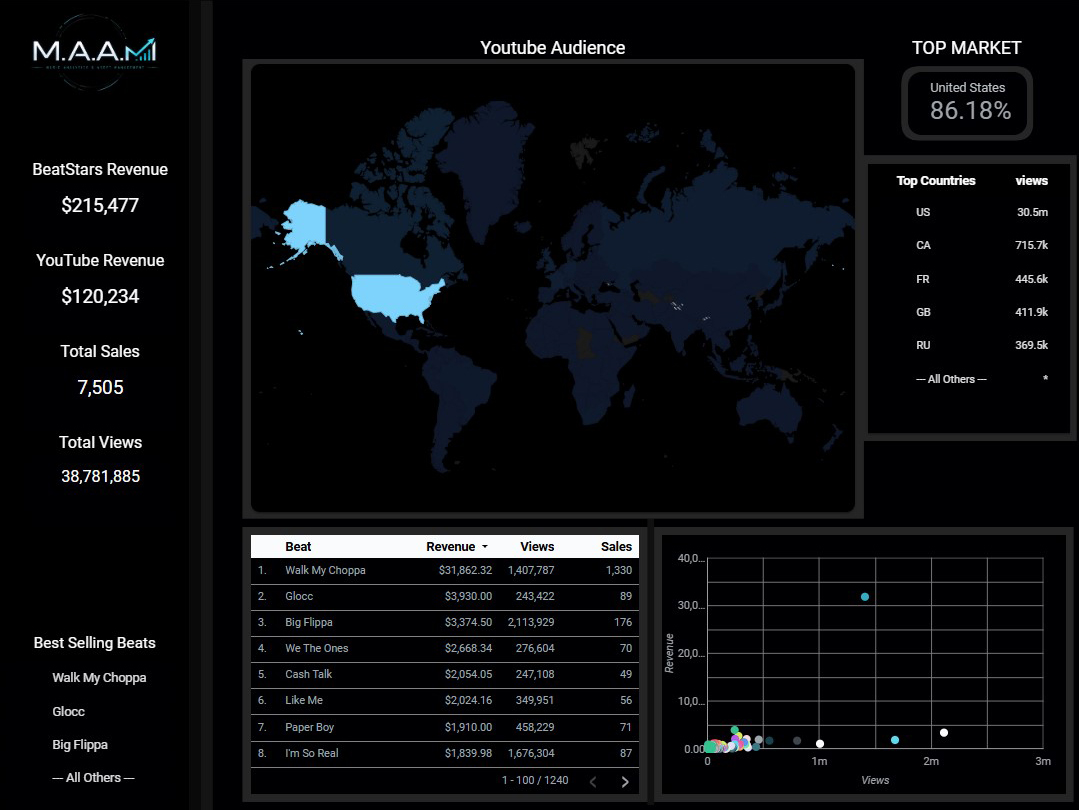 M.A.A.M
BeatStars Revenue
$215,477
YouTube Revenue
$120,234
Total Sales
7,505
Total Views
38,781,885
Best Selling Beats
Walk My Choppa
Glocc
Big Flippa
— All Others —
Youtube Audience
TOP MARKET
United States
86.18%
Top Countries views
US 30.5m
CA 715.7k
FR 445.6k
GB 411.9k
RU 369.5k
— All Others — *
Beat Revenue Views Sales
1. Walk My Choppa $31,862.32 1,407,787 1,330
2. Glocc $3,930.00 243,422 89
3. Big Flippa $3,374.50 2,113,929 176
4. We The Ones $2,668.34 276,604 70
5. Cash Talk $2,054.05 247,108 49
6. Like Me $2,024.16 349,951 56
7. Paper Boy $1,910.00 458,229 71
8. I'm So Real $1,839.98 1,676,304 87
1 - 100 / 1240
Revenue
40,0...
30,0...
20,0...
10,0...
0.00
0 1m 2m 3m
Views